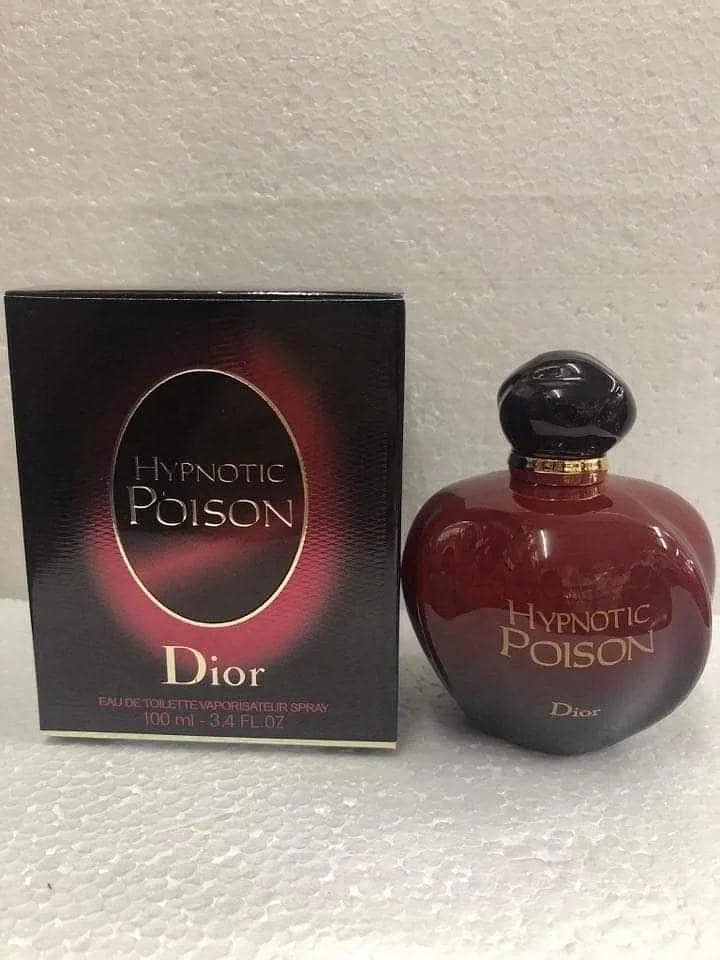 HYPNOTIC
POISON
Dior
EAU DE TOILETTE VAPORISATEUR SPRAY
100 ml - 3,4 FL.OZ
HYPNOTIC
POISON
Dior